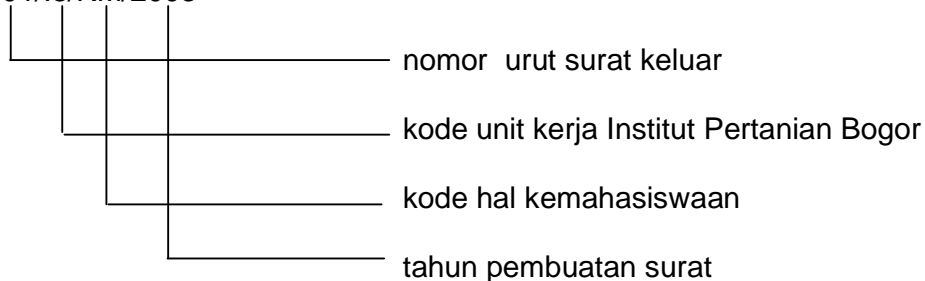 nomor urut surat keluar
kode unit kerja Institut Pertanian Bogor
kode hal kemahasiswaan
tahun pembuatan surat